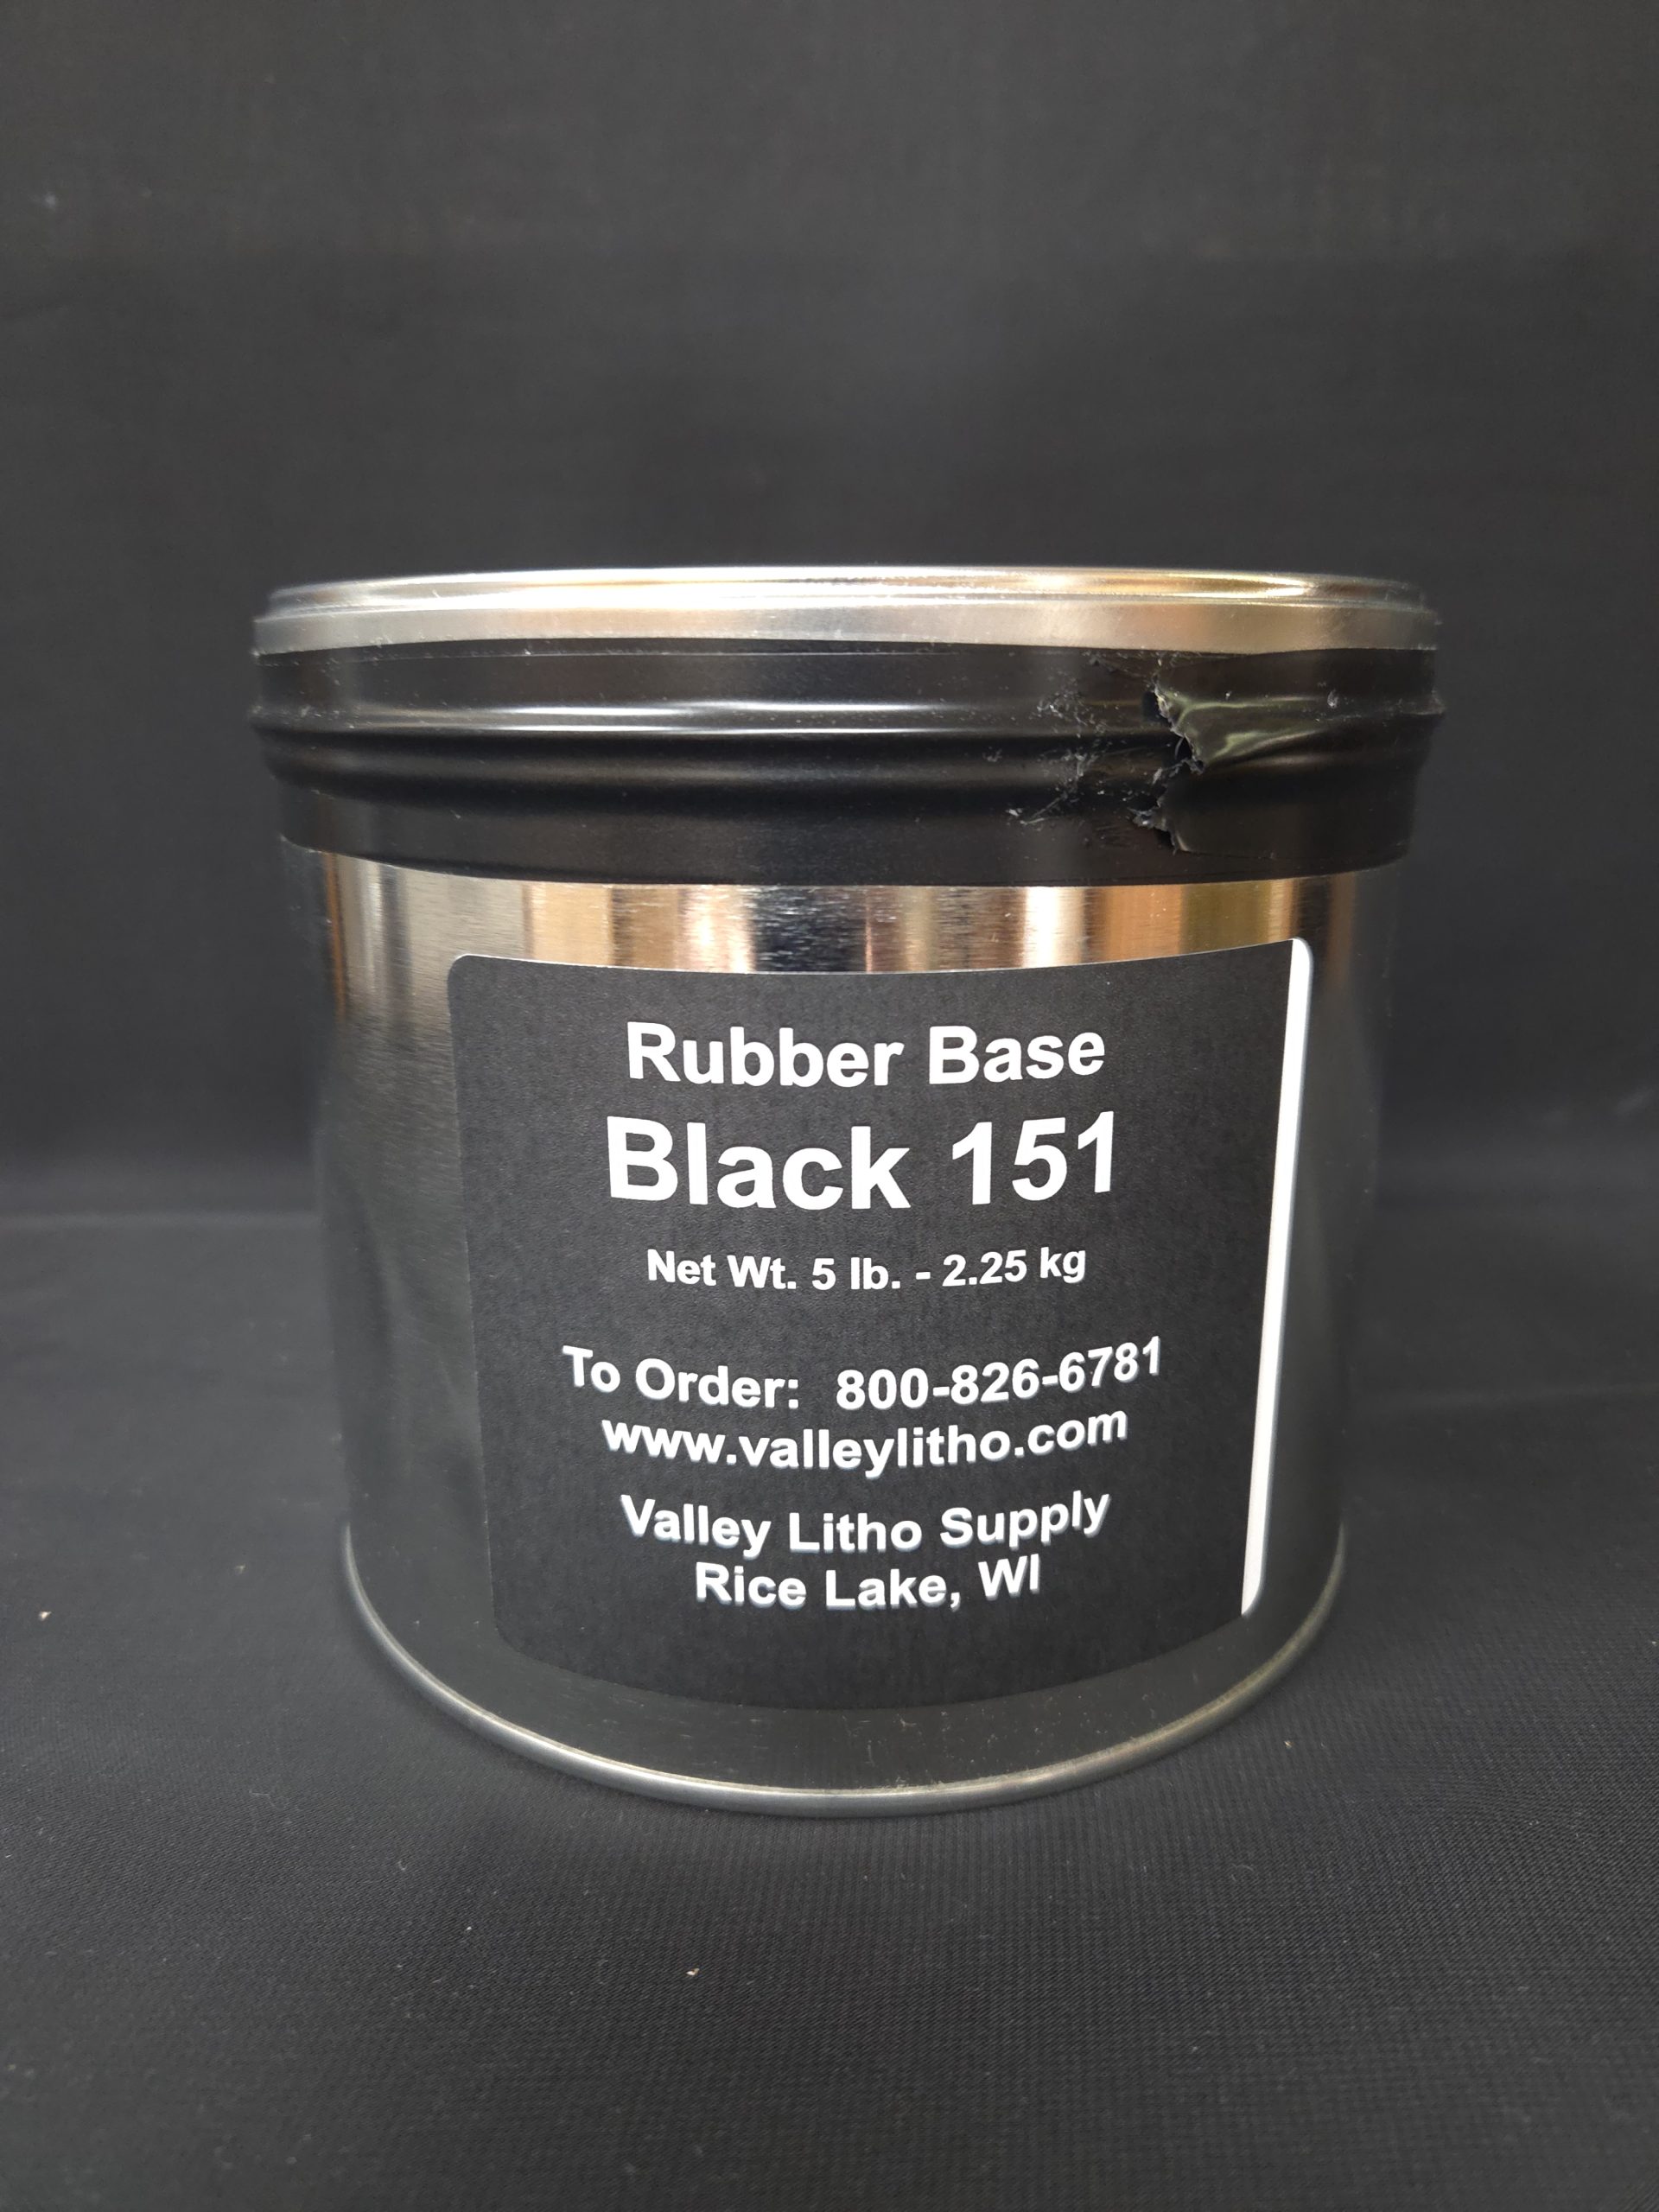 Rubber Base
Black 151
Net Wt. 5 lb. - 2.25 kg
To Order: 800-826-6781
www.valleylitho.com
Valley Litho Supply
Rice Lake, WI